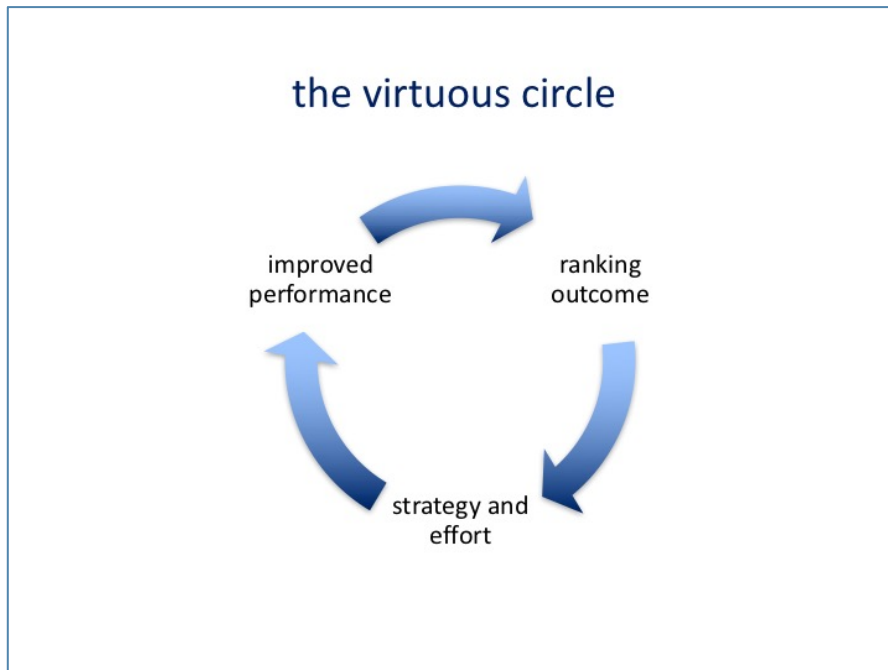 the virtuous circle
improved
performance
ranking
outcome
strategy and
effort